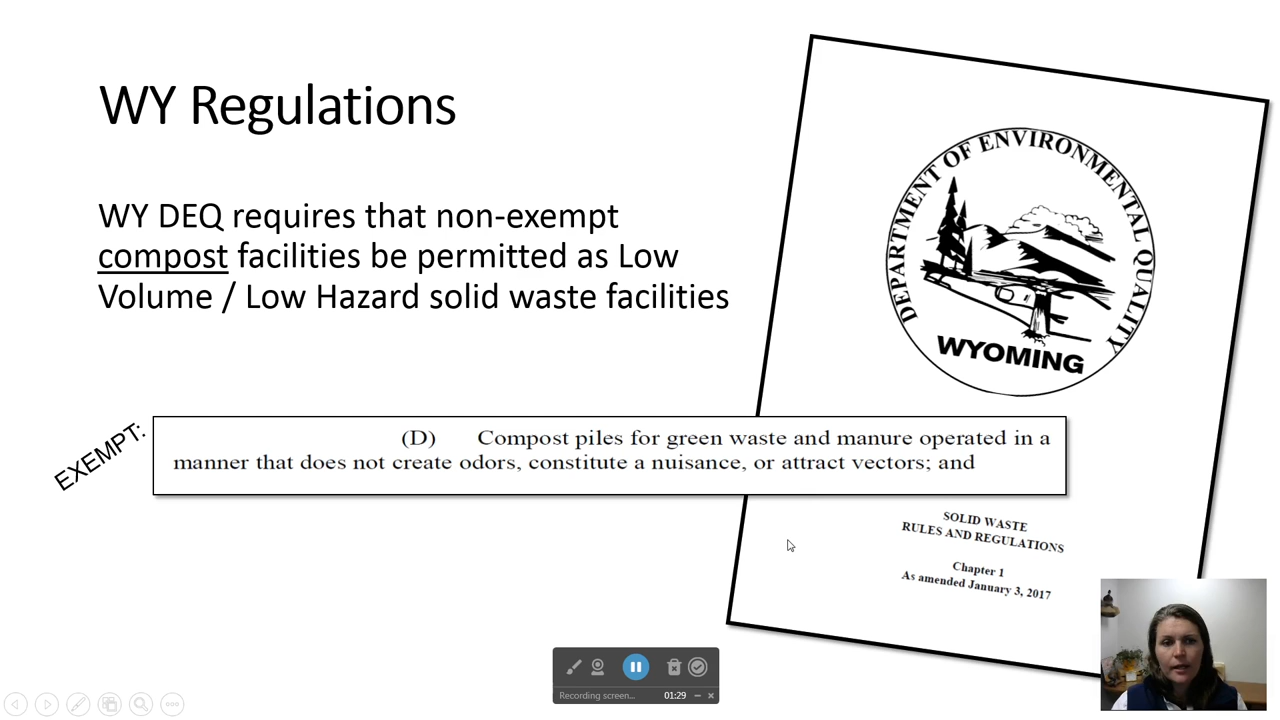 WY Regulations
WY DEQ requires that non-exempt
compost facilities be permitted as Low
Volume / Low Hazard solid waste facilities
DEPARTMENT OF ENVIRONMENTAL QUALITY
WYOMING
EXEMPT:
(D) Compost piles for green waste and manure operated in a
manner that does not create odors, constitute a nuisance, or attract vectors; and
SOLID WASTE
RULES AND REGULATIONS
Chapter 1
As amended January 3, 2017
Recording screen... 01:29